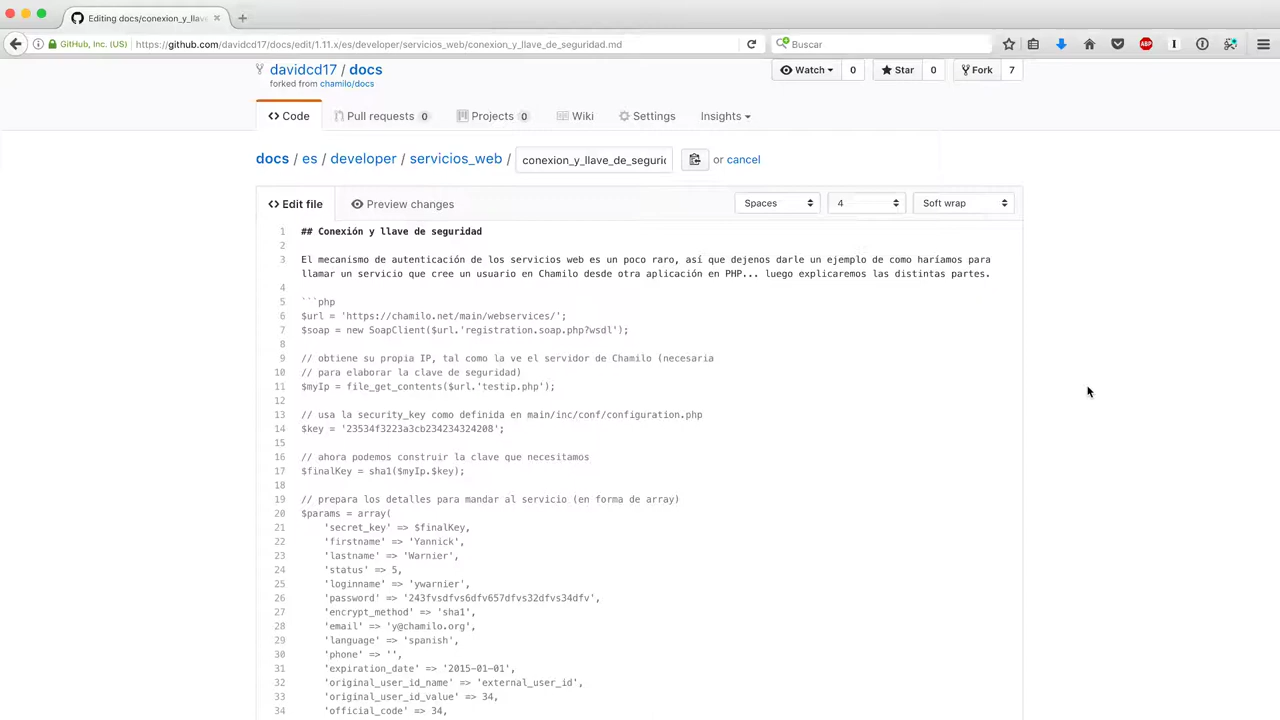 Editing docs/conexion_y_llave
GitHub, Inc. (US) https://github.com/davidcd17/docs/edit/1.11.x/es/developer/servicios_web/conexion_y_llave_de_seguridad.md
Buscar
ABP
davidcd17 / docs
Watch 0 Star 0 Fork 7
forked from chamilo/docs
Code Pull requests 0 Projects 0 Wiki Settings Insights
docs / es / developer / servicios_web / conexion_y_llave_de_seguric or cancel
Edit file Preview changes Spaces 4 Soft wrap
1 ## Conexión y llave de seguridad
2
3 El mecanismo de autenticación de los servicios web es un poco raro, así que dejenos darle un ejemplo de como haríamos para
llamar un servicio que cree un usuario en Chamilo desde otra aplicación en PHP... luego explicaremos las distintas partes.
4
5 ```php
6 $url = 'https://chamilo.net/main/webservices/';
7 $soap = new SoapClient($url.'registration.soap.php?wsdl');
8
9 // obtiene su propia IP, tal como la ve el servidor de Chamilo (necesaria
10 // para elaborar la clave de seguridad)
11 $myIp = file_get_contents($url.'testip.php');
12
13 // usa la security_key como definida en main/inc/conf/configuration.php
14 $key = '23534f3223a3cb234234324208';
15
16 // ahora podemos construir la clave que necesitamos
17 $finalKey = sha1($myIp.$key);
18
19 // prepara los detalles para mandar al servicio (en forma de array)
20 $params = array(
21 'secret_key' => $finalKey,
22 'firstname' => 'Yannick',
23 'lastname' => 'Warnier',
24 'status' => 5,
25 'loginname' => 'ywarnier',
26 'password' => '243fvsdfvs6dfv657dfvs32dfvs34dfv',
27 'encrypt_method' => 'sha1',
28 'email' => 'y@chamilo.org',
29 'language' => 'spanish',
30 'phone' => '',
31 'expiration_date' => '2015-01-01',
32 'original_user_id_name' => 'external_user_id',
33 'original_user_id_value' => 34,
34 'official_code' => 34,